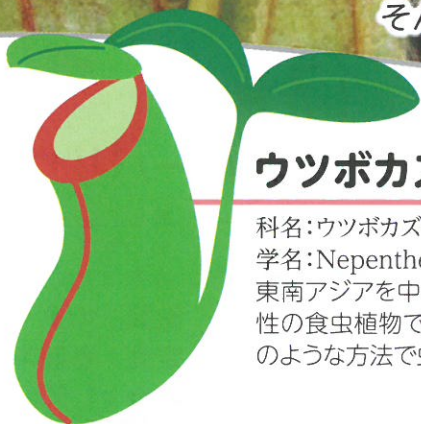 そん
ウツボカズ
科名：ウツボカズ
学名：Nepenthe
東南アジアを中
性の食虫植物で
のような方法で虫